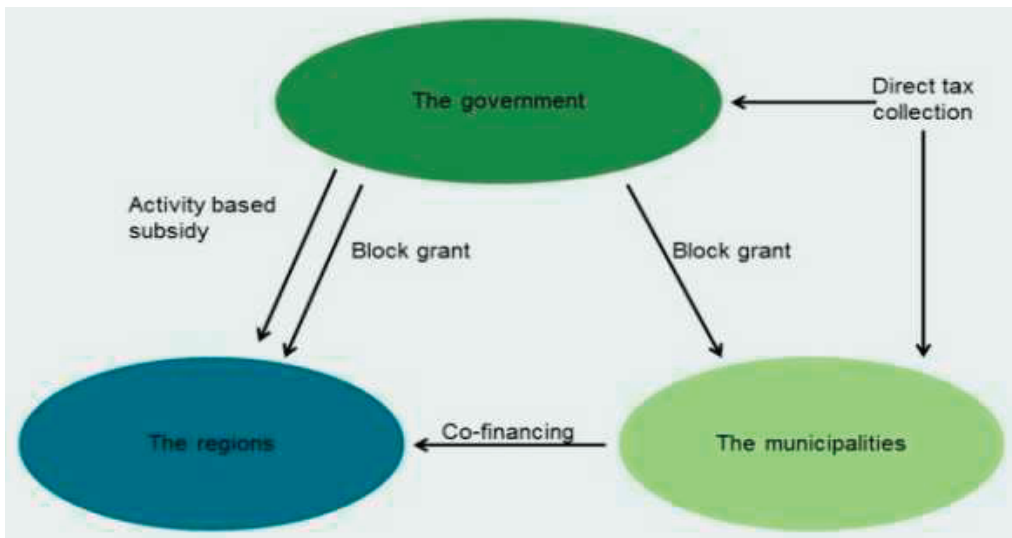 The government
Direct tax
collection
Activity based
subsidy
Block grant
Block grant
The regions
Co-financing
The municipalities